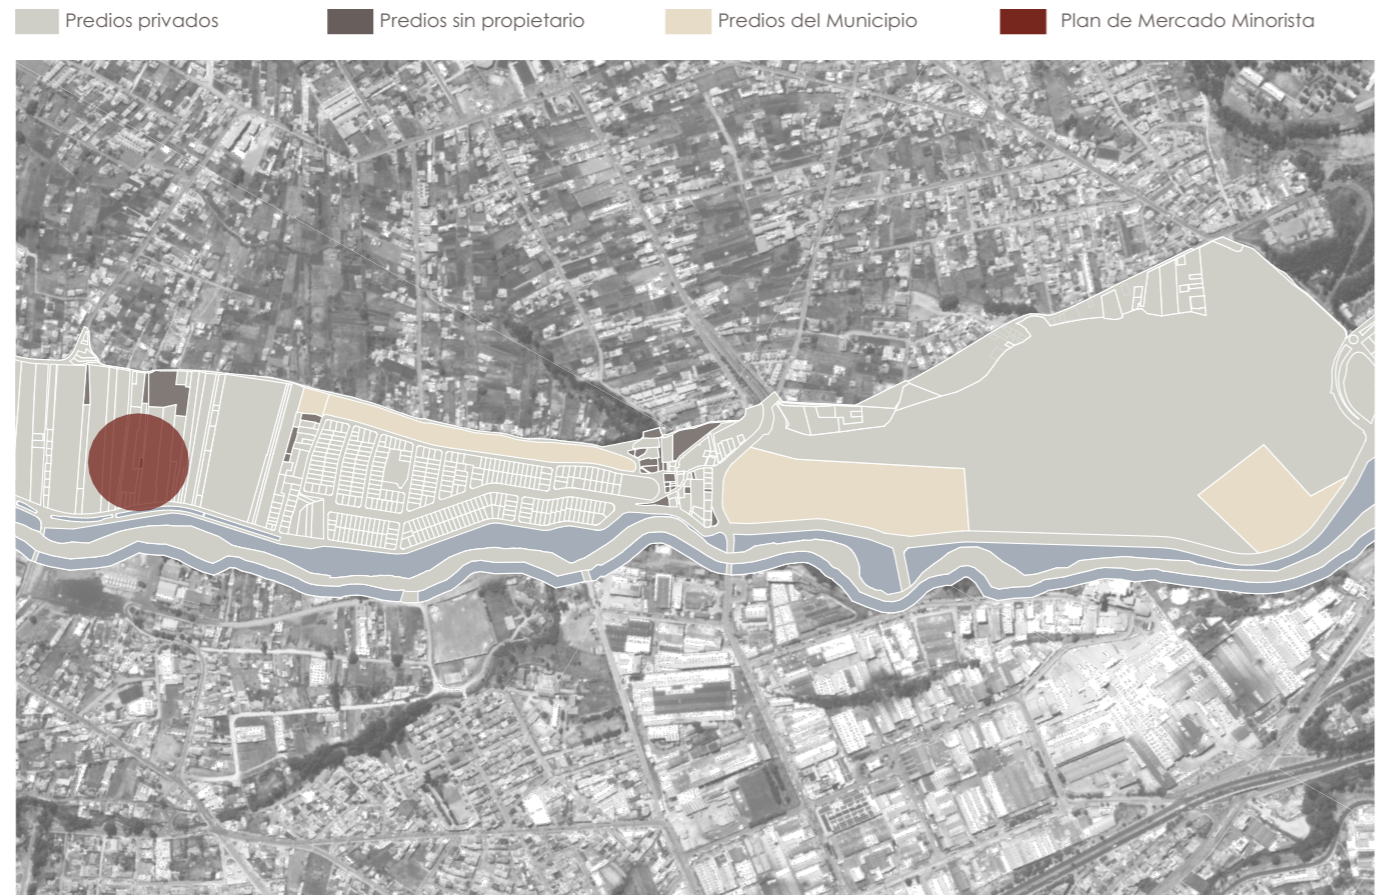 Predios privados
Predios sin propietario
Predios del Municipio
Plan de Mercado Minorista